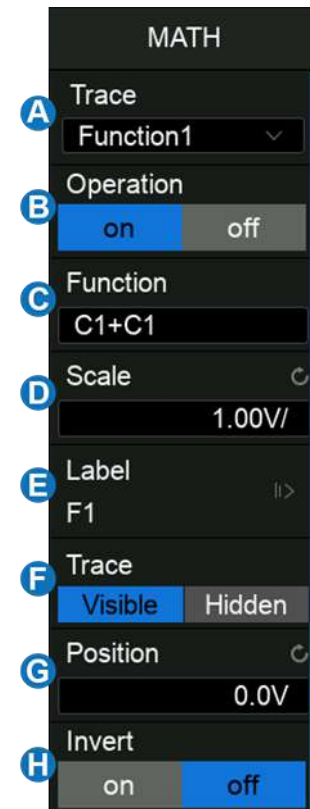 MATH
A
Trace
Function1
B
Operation
on off
C
Function
C1+C1
D
Scale
1.00V/
E
Label
F1
F
Trace
Visible Hidden
G
Position
0.0V
H
Invert
on off